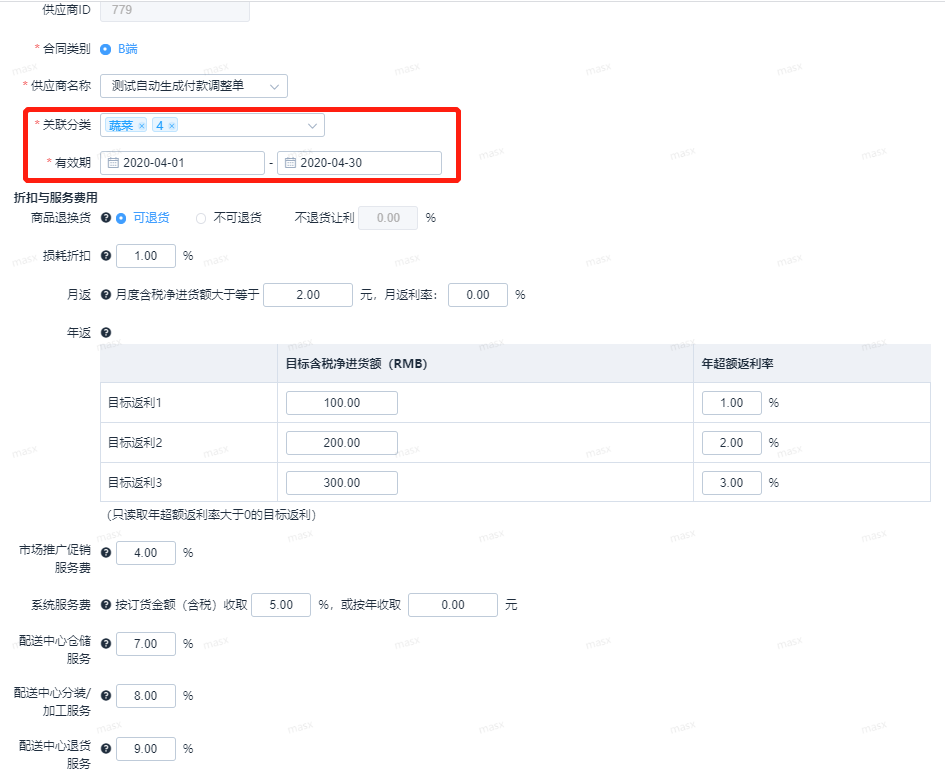 供应商ID 779
* 合同类别 B端
* 供应商名称 测试自动生成付款调整单
* 关联分类 蔬菜 × 4 ×
* 有效期 2020-04-01 - 2020-04-30
折扣与服务费用
商品退换货 ? 可退货 不可退货 不退货让利 0.00 %
损耗折扣 ? 1.00 %
月返 ? 月度含税净进货额大于等于 2.00 元，月返利率： 0.00 %
年返 ?
目标含税净进货额（RMB） 年超额返利率
目标返利1 100.00 1.00 %
目标返利2 200.00 2.00 %
目标返利3 300.00 3.00 %
（只读取年超额返利率大于0的目标返利）
市场推广促销
服务费 ? 4.00 %
系统服务费 ? 按订货金额（含税）收取 5.00 %，或按年收取 0.00 元
配送中心仓储
服务 ? 7.00 %
配送中心分装/
加工服务 ? 8.00 %
配送中心退货
服务 ? 9.00 %
masx